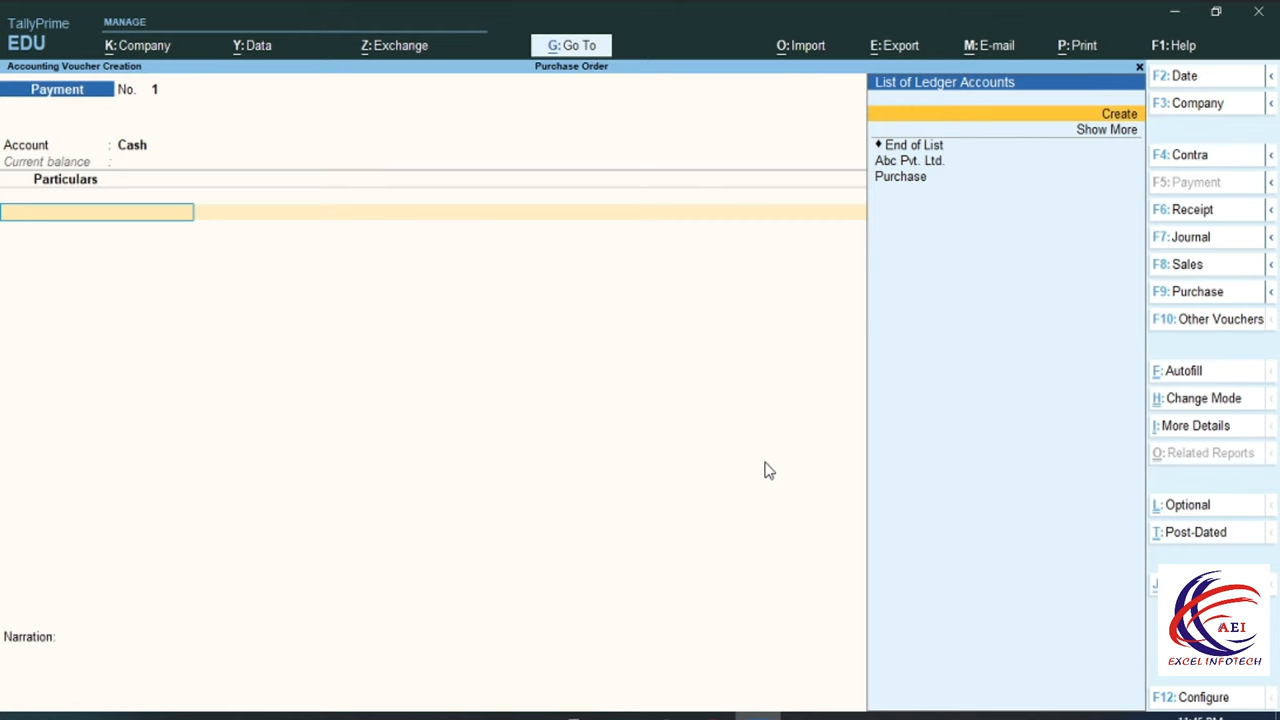 TallyPrime
EDU
MANAGE
K: Company
Y: Data
Z: Exchange
G: Go To
O: Import
E: Export
M: E-mail
P: Print
F1: Help
Accounting Voucher Creation
Purchase Order
Payment No. 1
Account : Cash
Current balance :
Particulars
Narration:
List of Ledger Accounts
Create
Show More
♦ End of List
Abc Pvt. Ltd.
Purchase
F2: Date
F3: Company
F4: Contra
F5: Payment
F6: Receipt
F7: Journal
F8: Sales
F9: Purchase
F10: Other Vouchers
F: Autofill
H: Change Mode
I: More Details
O: Related Reports
L: Optional
T: Post-Dated
AEI
EXCEL INFOTECH
F12: Configure